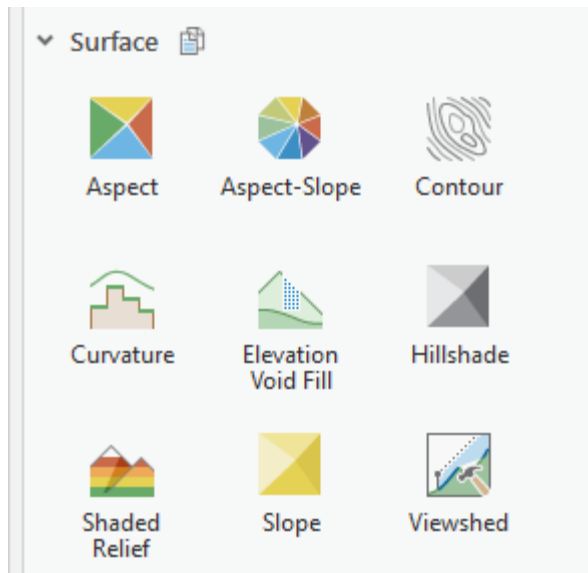 Surface
Aspect
Aspect-Slope
Contour
Curvature
Elevation
Void Fill
Hillshade
Shaded
Relief
Slope
Viewshed